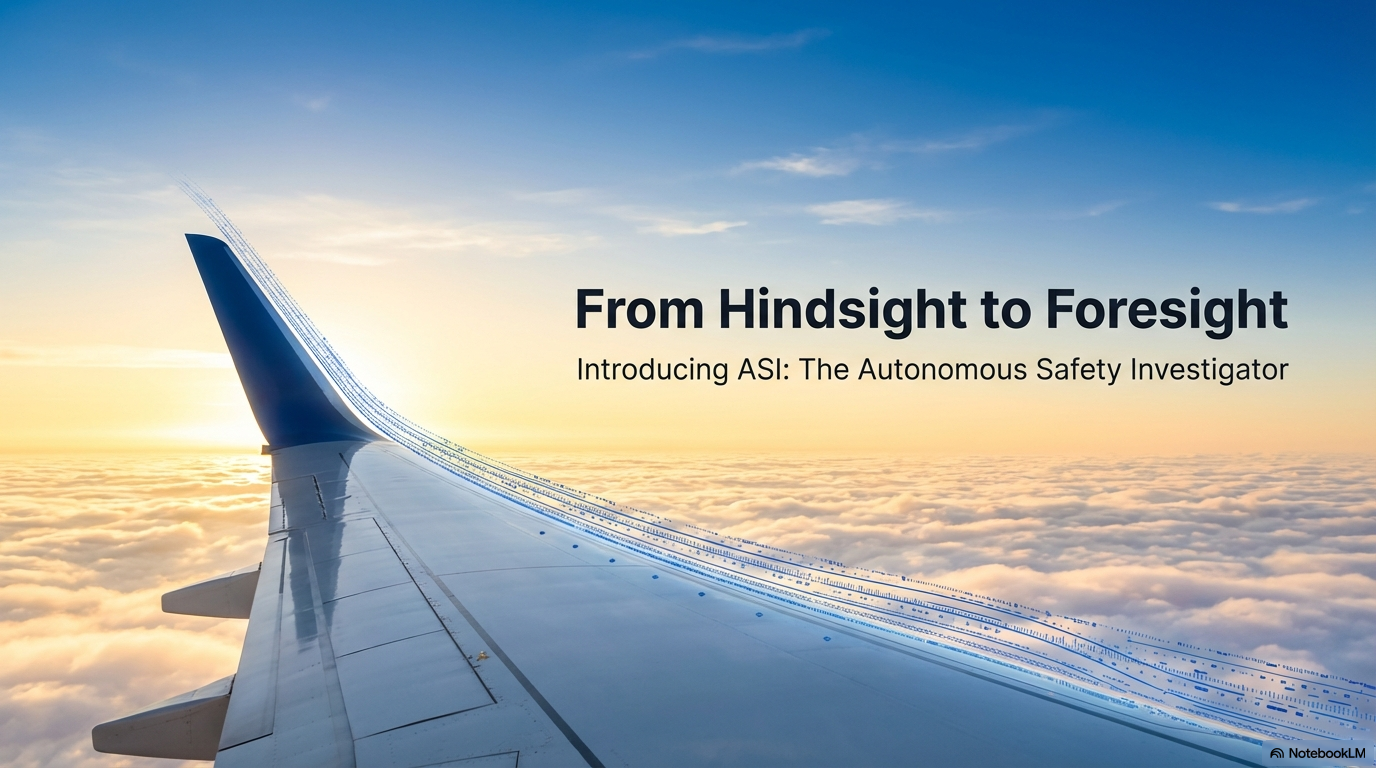 From Hindsight to Foresight
Introducing ASI: The Autonomous Safety Investigator
NotebookLM